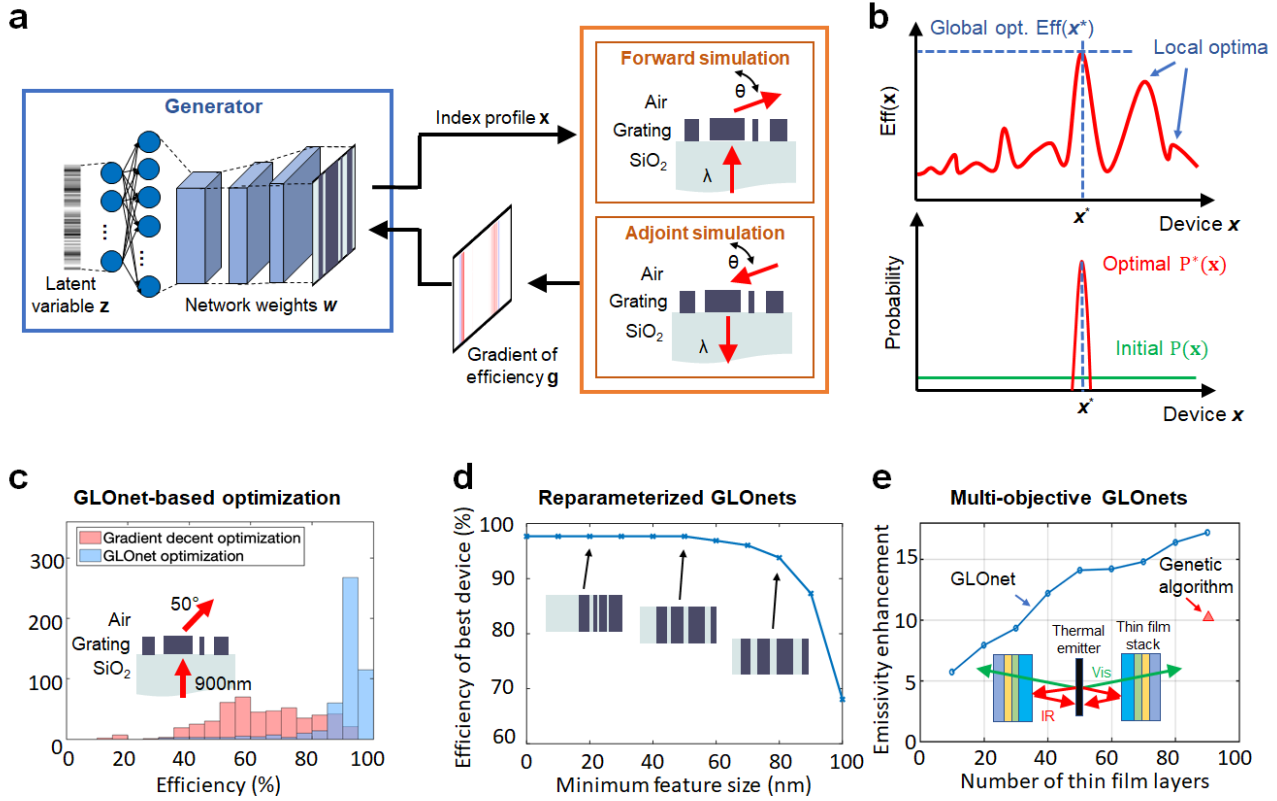 a
Generator
Latent
variable z
Network weights w
Index profile x
Gradient of
efficiency g
Forward simulation
θ
Air
Grating
SiO2
λ
Adjoint simulation
θ
Air
Grating
SiO2
λ
b
Global opt. Eff(x*)
Local optima
Eff(x)
x*
Device x
Probability
Optimal P*(x)
Initial P(x)
x*
Device x
c
GLOnet-based optimization
Gradient decent optimization
GLOnet optimization
300
200
100
0
50°
Air
Grating
SiO2
900nm
0 20 40 60 80 100
Efficiency (%)
d
Reparameterized GLOnets
Efficiency of best device (%)
100
90
80
70
60
0 20 40 60 80 100
Minimum feature size (nm)
e
Multi-objective GLOnets
Emissivity enhancement
15
10
5
0
GLOnet
Genetic
algorithm
Thermal
emitter
Thin film
stack
Vis
IR
0 20 40 60 80 100
Number of thin film layers